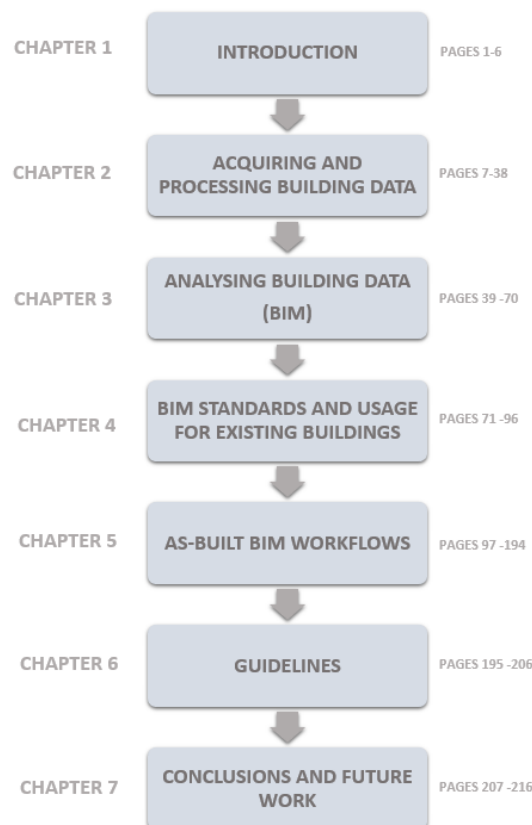 CHAPTER 1
INTRODUCTION
PAGES 1-6
CHAPTER 2
ACQUIRING AND
PROCESSING BUILDING DATA
PAGES 7-38
CHAPTER 3
ANALYSING BUILDING DATA
(BIM)
PAGES 39 -70
CHAPTER 4
BIM STANDARDS AND USAGE
FOR EXISTING BUILDINGS
PAGES 71 -96
CHAPTER 5
AS-BUILT BIM WORKFLOWS
PAGES 97 -194
CHAPTER 6
GUIDELINES
PAGES 195 -206
CHAPTER 7
CONCLUSIONS AND FUTURE
WORK
PAGES 207 -216